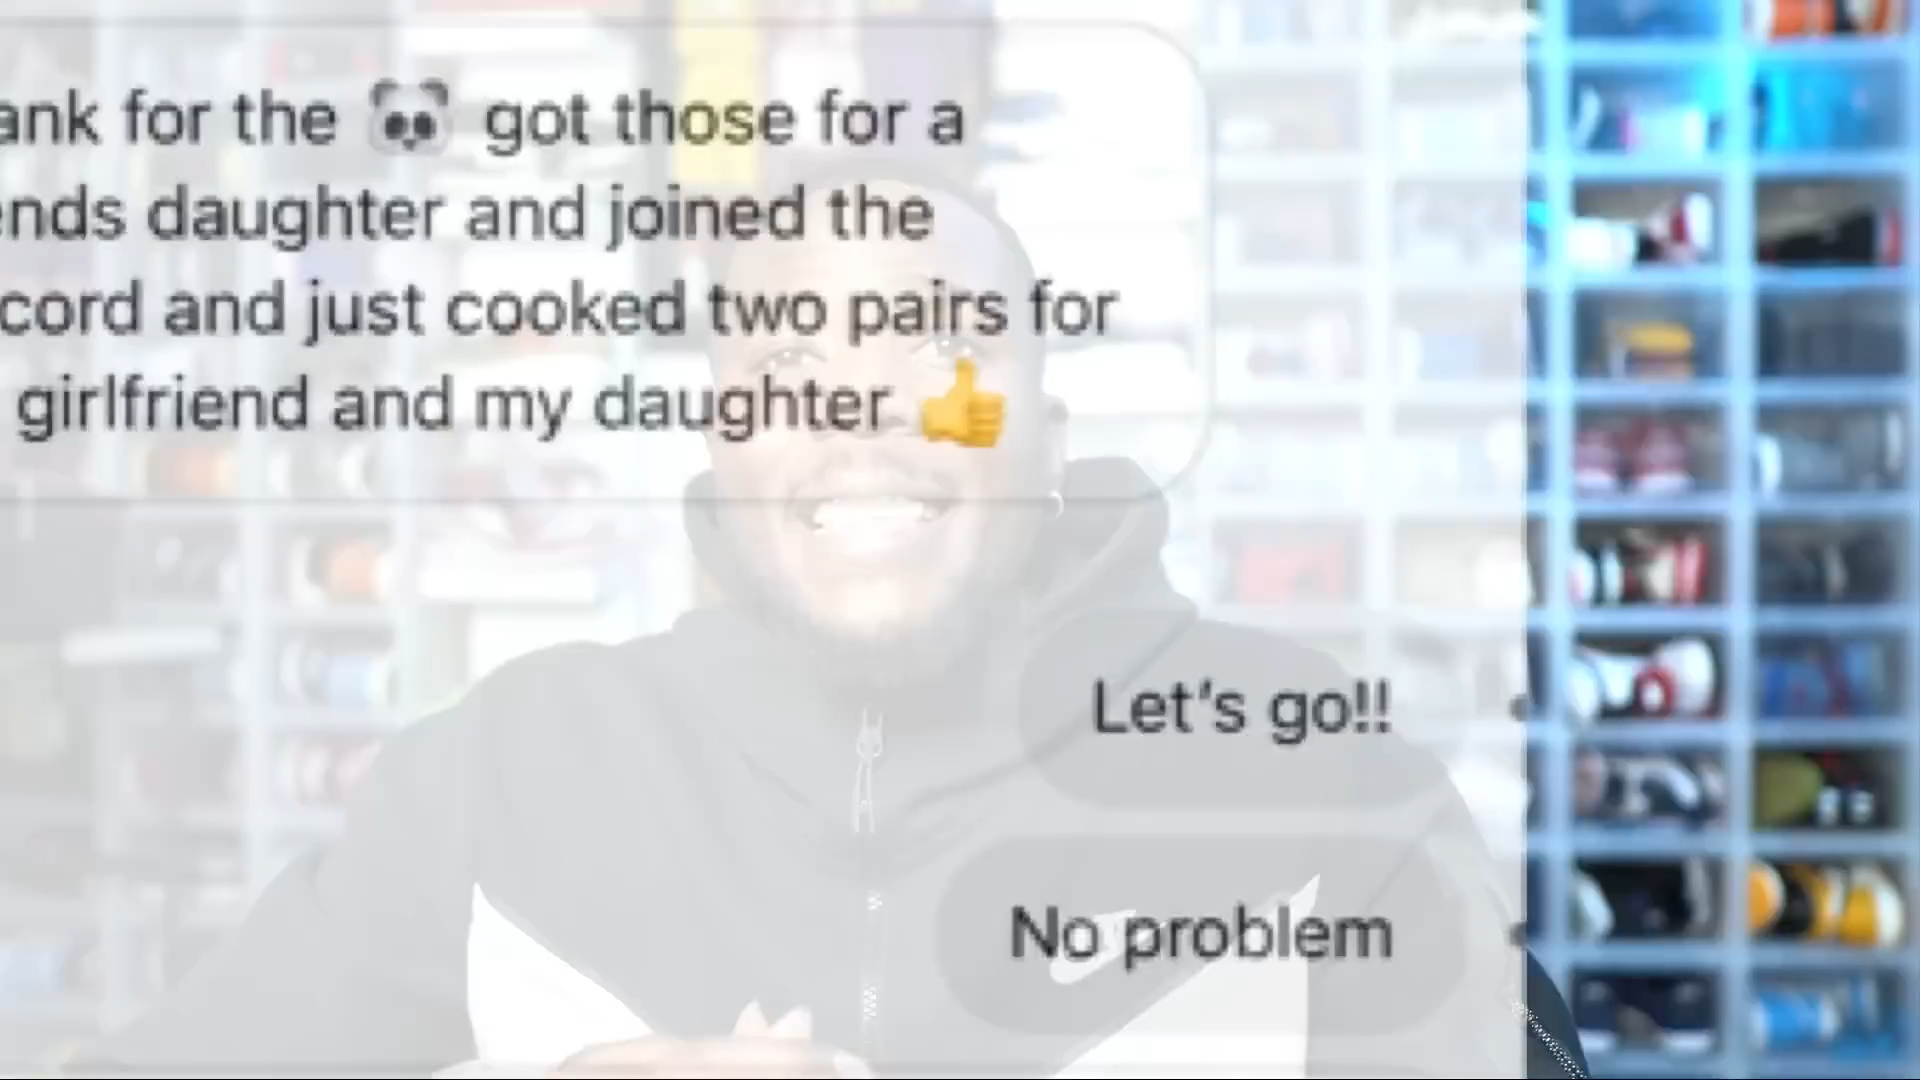 ank for the 🐼 got those for a
ends daughter and joined the
cord and just cooked two pairs for
girlfriend and my daughter 👍
Let's go!!
No problem